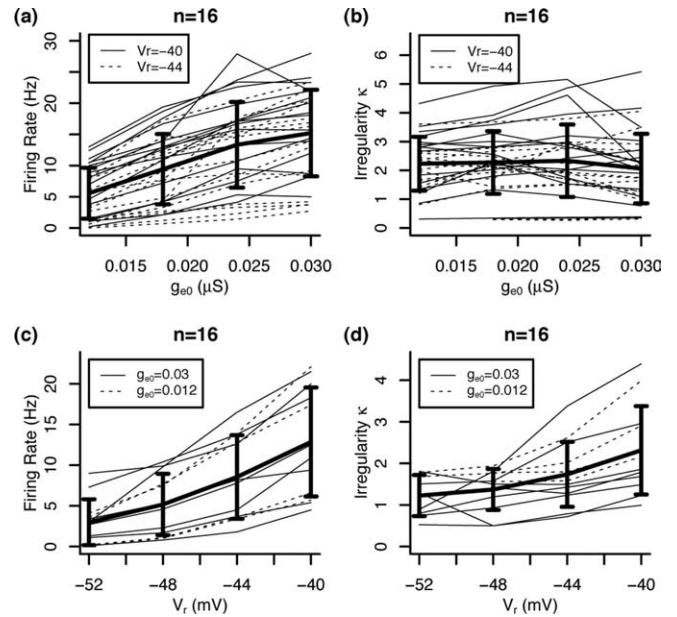 (a) n=16
Vr=−40
Vr=−44
Firing Rate (Hz)
30
25
20
15
10
5
0
0.015 0.020 0.025 0.030
ge0 (μS)
(b) n=16
Vr=−40
Vr=−44
Irregularity κ
6
5
4
3
2
1
0
0.015 0.020 0.025 0.030
ge0 (μS)
(c) n=16
ge0=0.03
ge0=0.012
Firing Rate (Hz)
20
15
10
5
0
−52 −48 −44 −40
Vr (mV)
(d) n=16
ge0=0.03
ge0=0.012
Irregularity κ
4
3
2
1
0
−52 −48 −44 −40
Vr (mV)